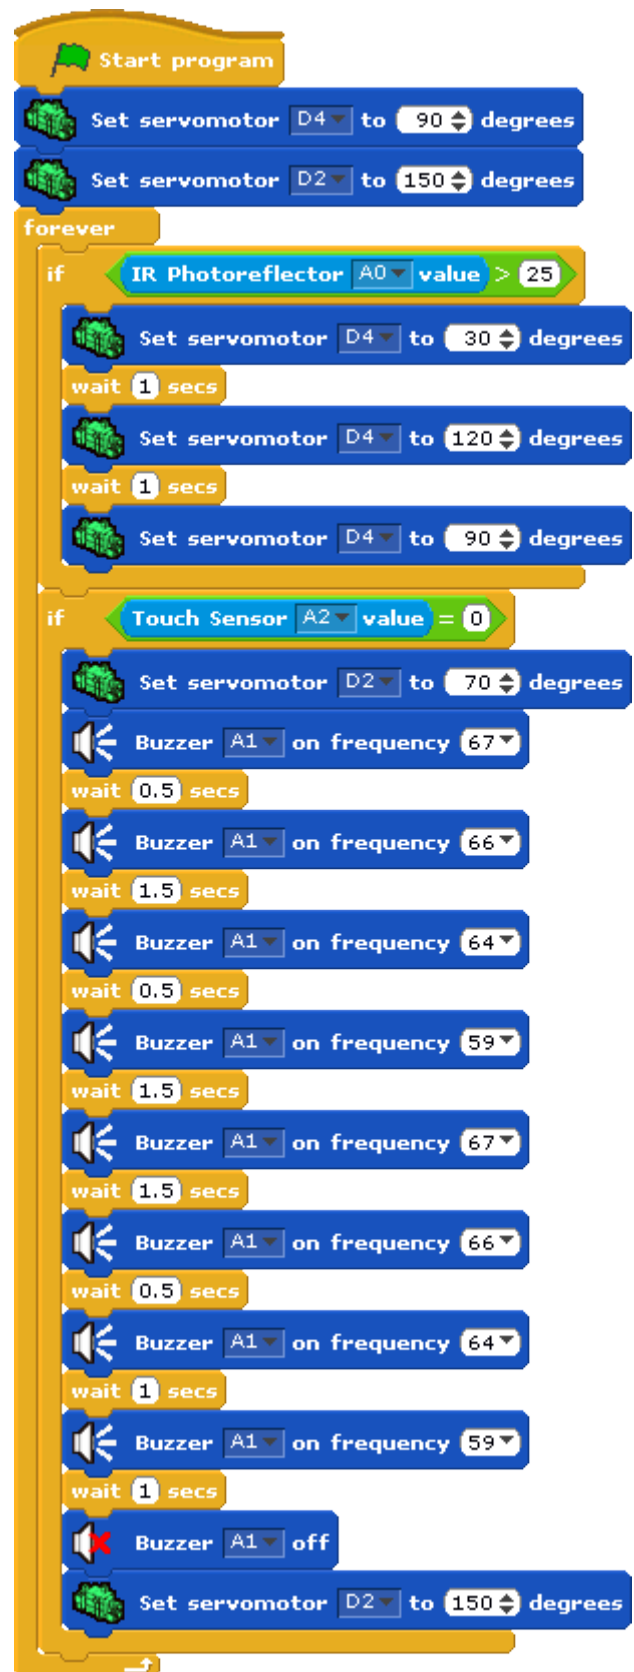 Start program
Set servomotor D4 to 90 degrees
Set servomotor D2 to 150 degrees
forever
if IR Photoreflector A0 value > 25
Set servomotor D4 to 30 degrees
wait 1 secs
Set servomotor D4 to 120 degrees
wait 1 secs
Set servomotor D4 to 90 degrees
if Touch Sensor A2 value = 0
Set servomotor D2 to 70 degrees
Buzzer A1 on frequency 67
wait 0.5 secs
Buzzer A1 on frequency 66
wait 1.5 secs
Buzzer A1 on frequency 64
wait 0.5 secs
Buzzer A1 on frequency 59
wait 1.5 secs
Buzzer A1 on frequency 67
wait 1.5 secs
Buzzer A1 on frequency 66
wait 0.5 secs
Buzzer A1 on frequency 64
wait 1 secs
Buzzer A1 on frequency 59
wait 1 secs
Buzzer A1 off
Set servomotor D2 to 150 degrees